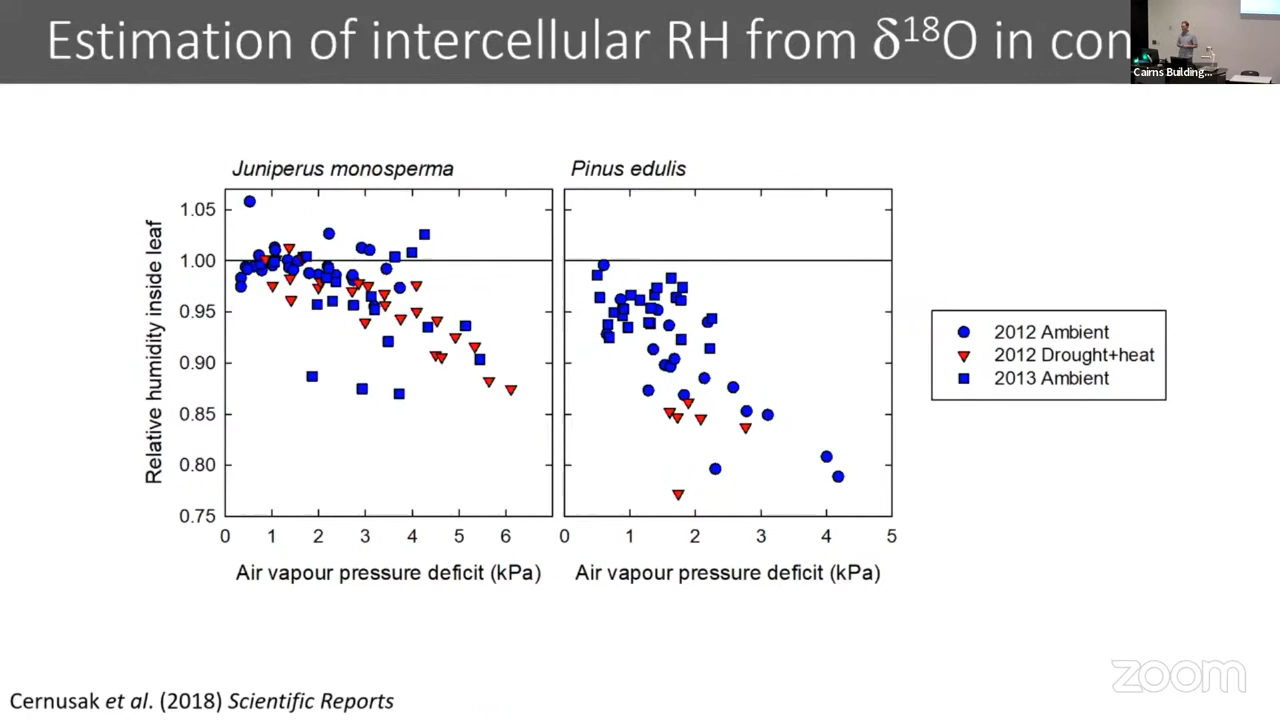 Estimation of intercellular RH from δ¹⁸O in con
Cairns Building...
Juniperus monosperma
Pinus edulis
Relative humidity inside leaf
1.05
1.00
0.95
0.90
0.85
0.80
0.75
0 1 2 3 4 5 6
0 1 2 3 4 5
Air vapour pressure deficit (kPa)
Air vapour pressure deficit (kPa)
2012 Ambient
2012 Drought+heat
2013 Ambient
zoom
Cernusak et al. (2018) Scientific Reports